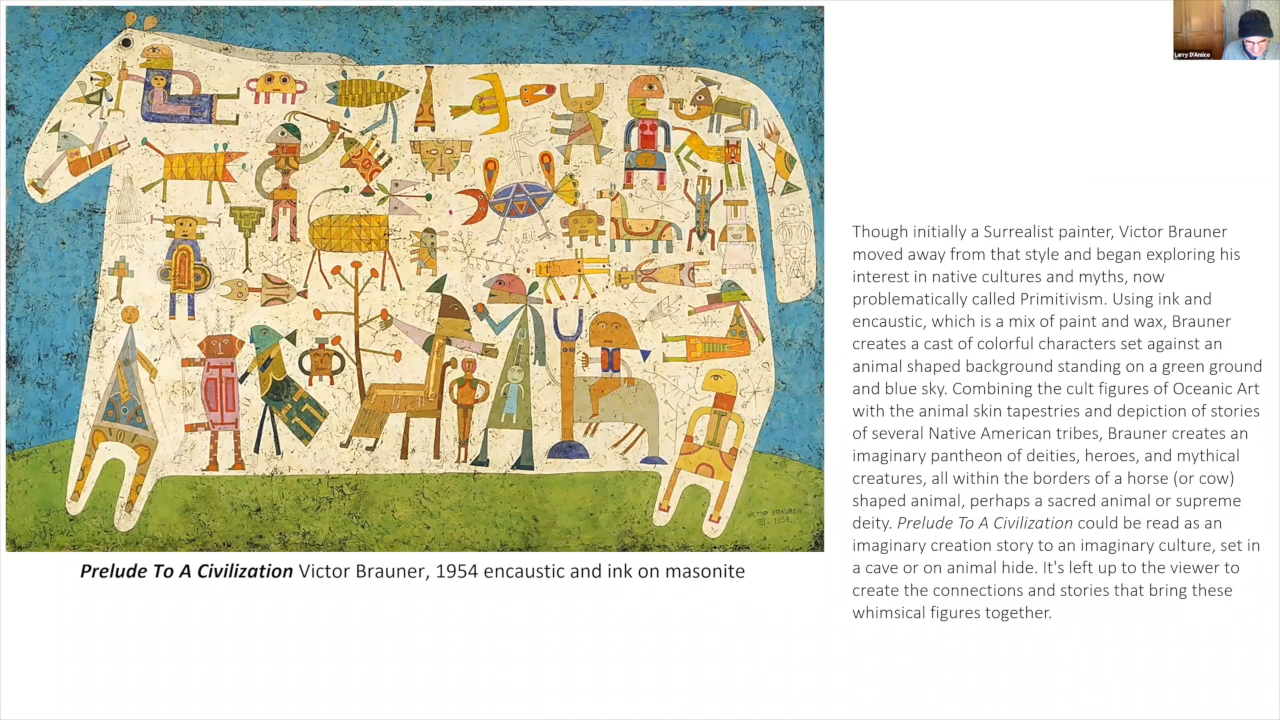 Larry D'Amico
Though initially a Surrealist painter, Victor Brauner
moved away from that style and began exploring his
interest in native cultures and myths, now
problematically called Primitivism. Using ink and
encaustic, which is a mix of paint and wax, Brauner
creates a cast of colorful characters set against an
animal shaped background standing on a green ground
and blue sky. Combining the cult figures of Oceanic Art
with the animal skin tapestries and depiction of stories
of several Native American tribes, Brauner creates an
imaginary pantheon of deities, heroes, and mythical
creatures, all within the borders of a horse (or cow)
shaped animal, perhaps a sacred animal or supreme
deity. Prelude To A Civilization could be read as an
imaginary creation story to an imaginary culture, set in
a cave or on animal hide. It's left up to the viewer to
create the connections and stories that bring these
whimsical figures together.
VICTOR BRAUNER
1954.
Prelude To A Civilization Victor Brauner, 1954 encaustic and ink on masonite